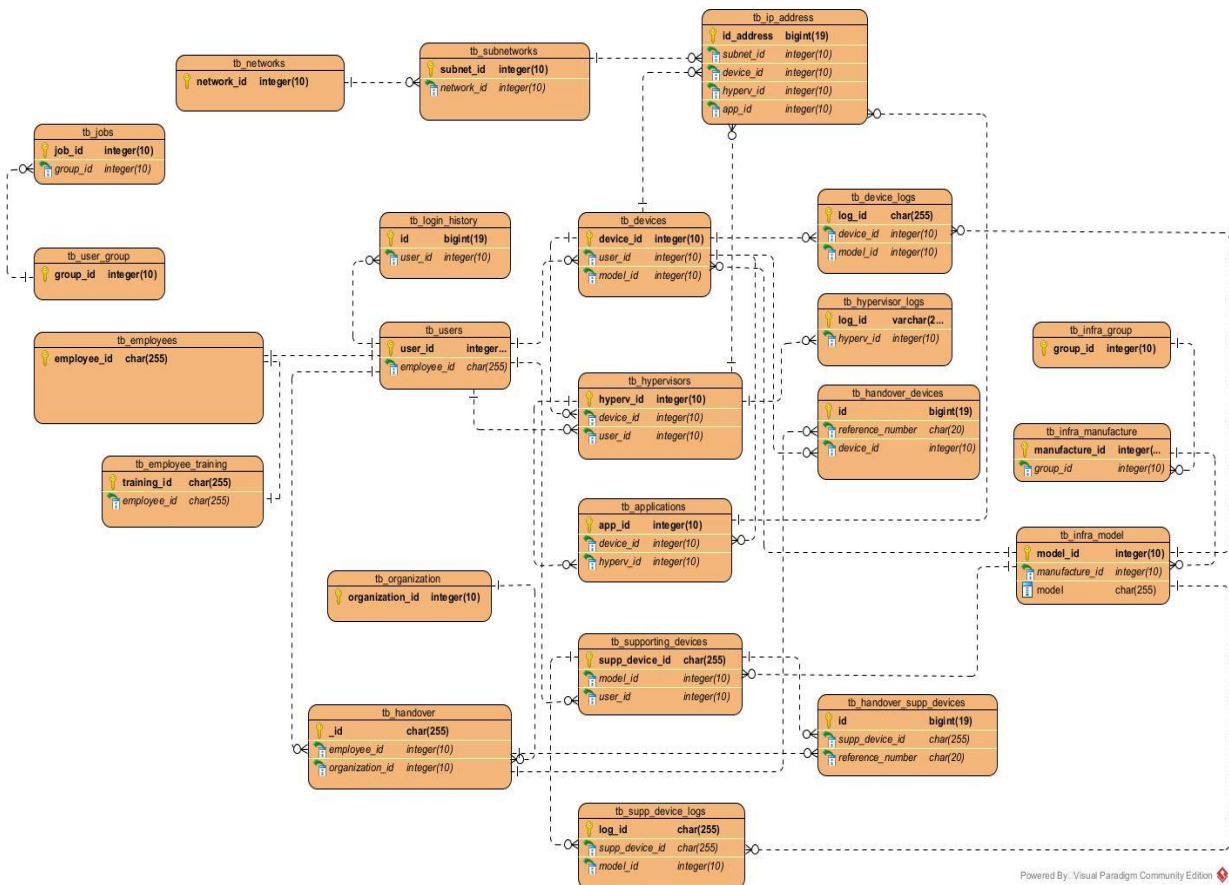 tb_ip_address
id_address bigint(19)
subnet_id integer(10)
device_id integer(10)
hyperv_id integer(10)
app_id integer(10)
tb_subnetworks
subnet_id integer(10)
network_id integer(10)
tb_networks
network_id integer(10)
tb_jobs
job_id integer(10)
group_id integer(10)
tb_user_group
group_id integer(10)
tb_login_history
id bigint(19)
user_id integer(10)
tb_devices
device_id integer(10)
user_id integer(10)
model_id integer(10)
tb_device_logs
log_id char(255)
device_id integer(10)
model_id integer(10)
tb_hypervisor_logs
log_id varchar(2...
hyperv_id integer(10)
tb_employees
employee_id char(255)
tb_users
user_id integer...
employee_id char(255)
tb_hypervisors
hyperv_id integer(10)
device_id integer(10)
user_id integer(10)
tb_handover_devices
id bigint(19)
reference_number char(20)
device_id integer(10)
tb_infra_group
group_id integer(10)
tb_infra_manufacture
manufacture_id integer(...
group_id integer(10)
tb_employee_training
training_id char(255)
employee_id char(255)
tb_applications
app_id integer(10)
device_id integer(10)
hyperv_id integer(10)
tb_infra_model
model_id integer(10)
manufacture_id integer(10)
model char(255)
tb_organization
organization_id integer(10)
tb_supporting_devices
supp_device_id char(255)
model_id integer(10)
user_id integer(10)
tb_handover
_id char(255)
employee_id integer(10)
organization_id integer(10)
tb_handover_supp_devices
id bigint(19)
supp_device_id char(255)
reference_number char(20)
tb_supp_device_logs
log_id char(255)
supp_device_id char(255)
model_id integer(10)
Powered By: Visual Paradigm Community Edition